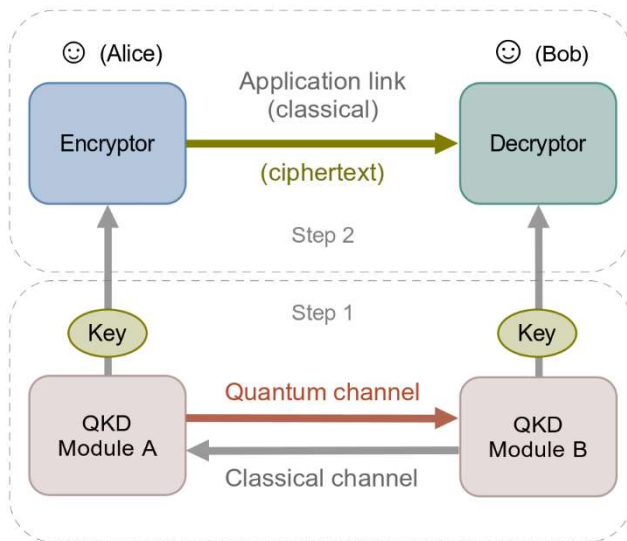 ☺ (Alice)
☺ (Bob)
Application link
(classical)
Encryptor
Decryptor
(ciphertext)
Step 2
Step 1
Key
Key
Quantum channel
QKD
Module A
QKD
Module B
Classical channel